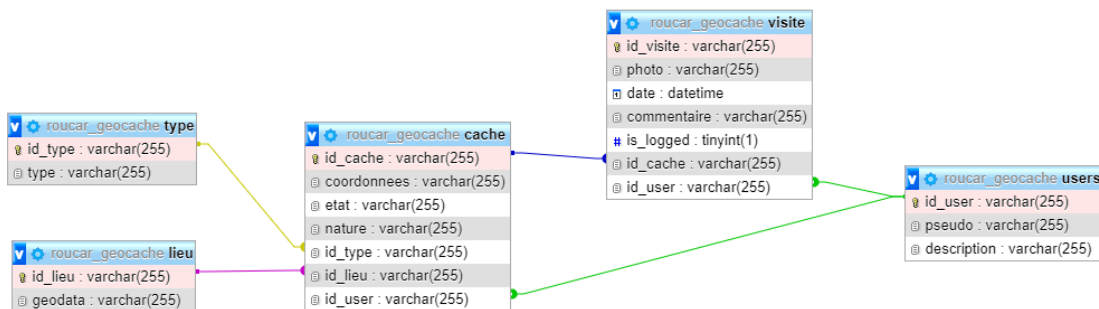 roucar_geocache type
id_type : varchar(255)
type : varchar(255)
roucar_geocache lieu
id_lieu : varchar(255)
geodata : varchar(255)
roucar_geocache cache
id_cache : varchar(255)
coordonnees : varchar(255)
etat : varchar(255)
nature : varchar(255)
id_type : varchar(255)
id_lieu : varchar(255)
id_user : varchar(255)
roucar_geocache visite
id_visite : varchar(255)
photo : varchar(255)
date : datetime
commentaire : varchar(255)
# is_logged : tinyint(1)
id_cache : varchar(255)
id_user : varchar(255)
roucar_geocache users
id_user : varchar(255)
pseudo : varchar(255)
description : varchar(255)